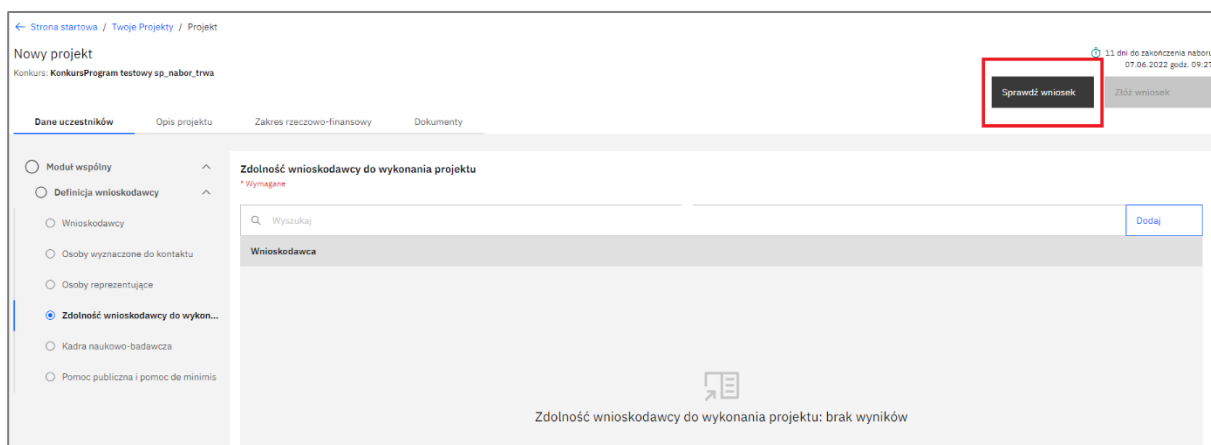 ← Strona startowa / Twoje Projekty / Projekt
Nowy projekt
11 dni do zakończenia naboru
Konkurs: KonkursProgram testowy sp_nabor_trwa
07.06.2022 godz. 09:27
Sprawdź wniosek
Złóż wniosek
Dane uczestników Opis projektu Zakres rzeczowo-finansowy Dokumenty
Moduł wspólny
Definicja wnioskodawcy
Wnioskodawcy
Osoby wyznaczone do kontaktu
Osoby reprezentujące
Zdolność wnioskodawcy do wykon...
Kadra naukowo-badawcza
Pomoc publiczna i pomoc de minimis
Zdolność wnioskodawcy do wykonania projektu
* Wymagane
Wyszukaj
Dodaj
Wnioskodawca
Zdolność wnioskodawcy do wykonania projektu: brak wyników